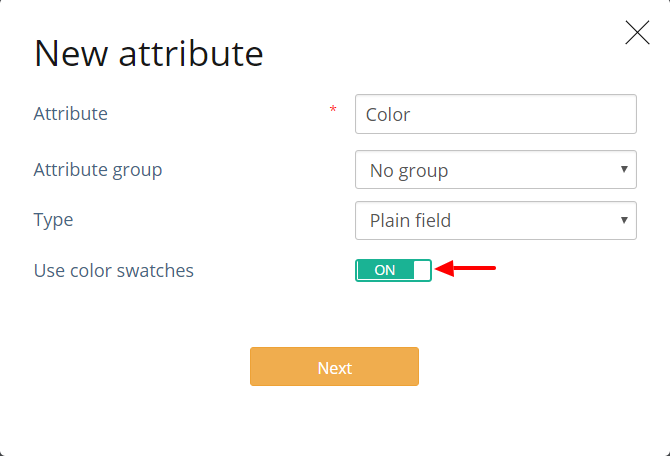 New attribute
Attribute * Color
Attribute group No group
Type Plain field
Use color swatches ON
Next